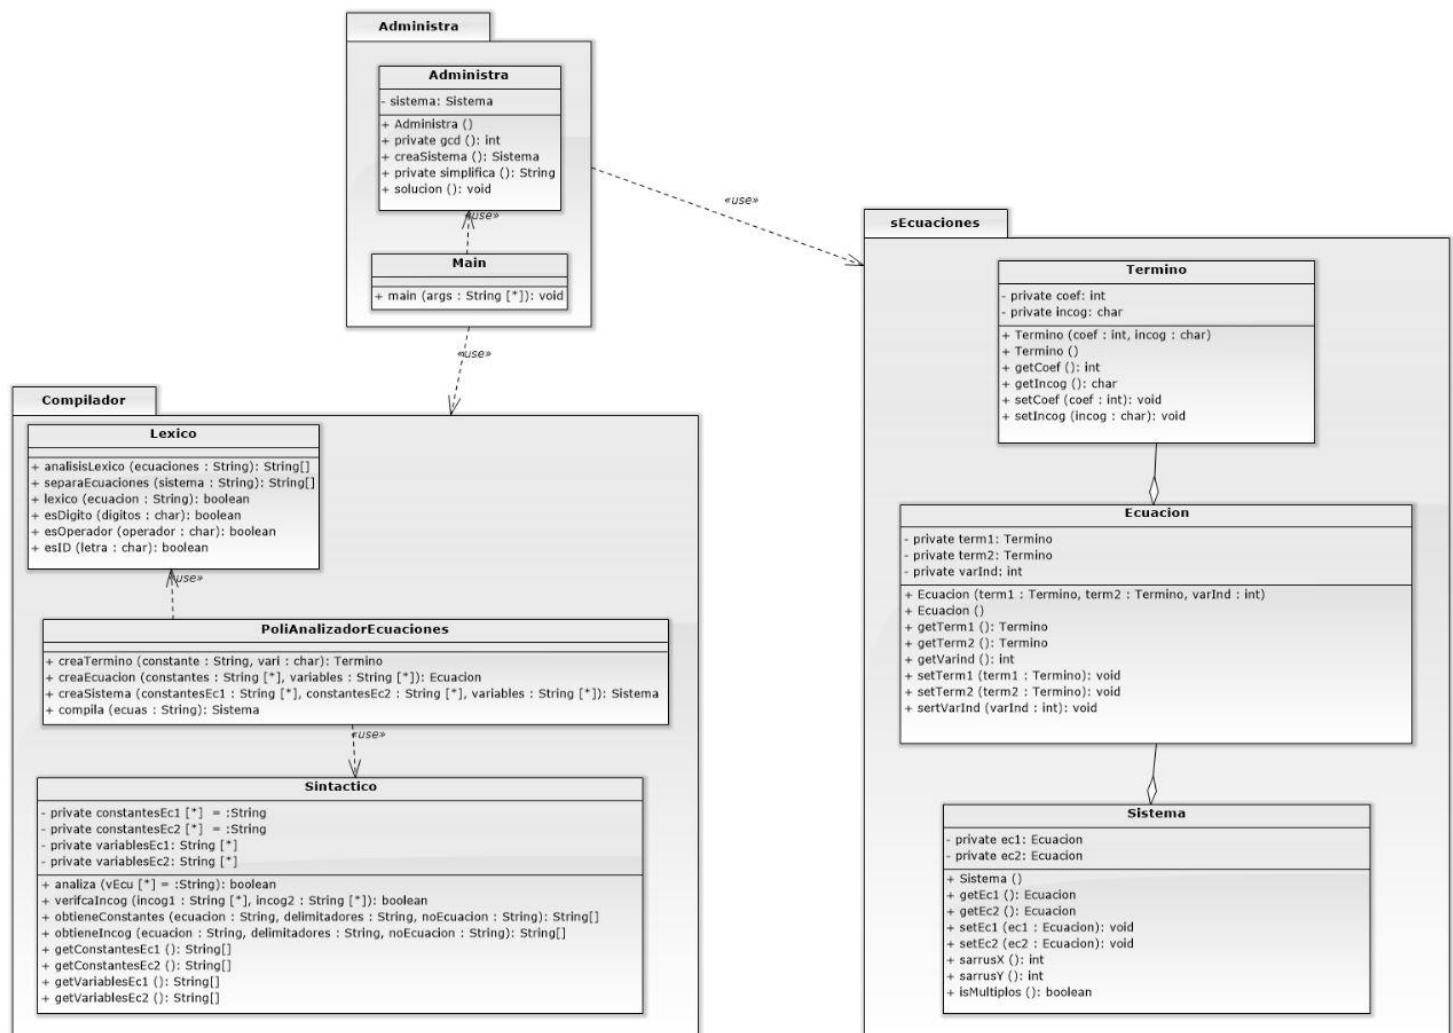 Administra
Administra
- sistema: Sistema
+ Administra ()
+ private gcd (): int
+ creaSistema (): Sistema
+ private simplifica (): String
+ solucion (): void
«use»
Main
+ main (args : String [*]): void
«use»
«use»
Compilador
Lexico
+ analisisLexico (ecuaciones : String): String[]
+ separaEcuaciones (sistema : String): String[]
+ lexico (ecuacion : String): boolean
+ esDigito (digitos : char): boolean
+ esOperador (operador : char): boolean
+ esID (letra : char): boolean
«use»
PoliAnalizadorEcuaciones
+ creaTermino (constante : String, vari : char): Termino
+ creaEcuacion (constantes : String [*], variables : String [*]): Ecuacion
+ creaSistema (constantesEc1 : String [*], constantesEc2 : String [*], variables : String [*]): Sistema
+ compila (ecuas : String): Sistema
«use»
Sintactico
- private constantesEc1 [*] = :String
- private constantesEc2 [*] = :String
- private variablesEc1: String [*]
- private variablesEc2: String [*]
+ analiza (vEcu [*] = :String): boolean
+ verifcaIncog (incog1 : String [*], incog2 : String [*]): boolean
+ obtieneConstantes (ecuacion : String, delimitadores : String, noEcuacion : String): String[]
+ obtieneIncog (ecuacion : String, delimitadores : String, noEcuacion : String): String[]
+ getConstantesEc1 (): String[]
+ getConstantesEc2 (): String[]
+ getVariablesEc1 (): String[]
+ getVariablesEc2 (): String[]
sEcuaciones
Termino
- private coef: int
- private incog: char
+ Termino (coef : int, incog : char)
+ Termino ()
+ getCoef (): int
+ getIncog (): char
+ setCoef (coef : int): void
+ setIncog (incog : char): void
Ecuacion
- private term1: Termino
- private term2: Termino
- private varInd: int
+ Ecuacion (term1 : Termino, term2 : Termino, varInd : int)
+ Ecuacion ()
+ getTerm1 (): Termino
+ getTerm2 (): Termino
+ getVarind (): int
+ setTerm1 (term1 : Termino): void
+ setTerm2 (term2 : Termino): void
+ sertVarInd (varInd : int): void
Sistema
- private ec1: Ecuacion
- private ec2: Ecuacion
+ Sistema ()
+ getEc1 (): Ecuacion
+ getEc2 (): Ecuacion
+ setEc1 (ec1 : Ecuacion): void
+ setEc2 (ec2 : Ecuacion): void
+ sarrusX (): int
+ sarrusY (): int
+ isMultiplos (): boolean